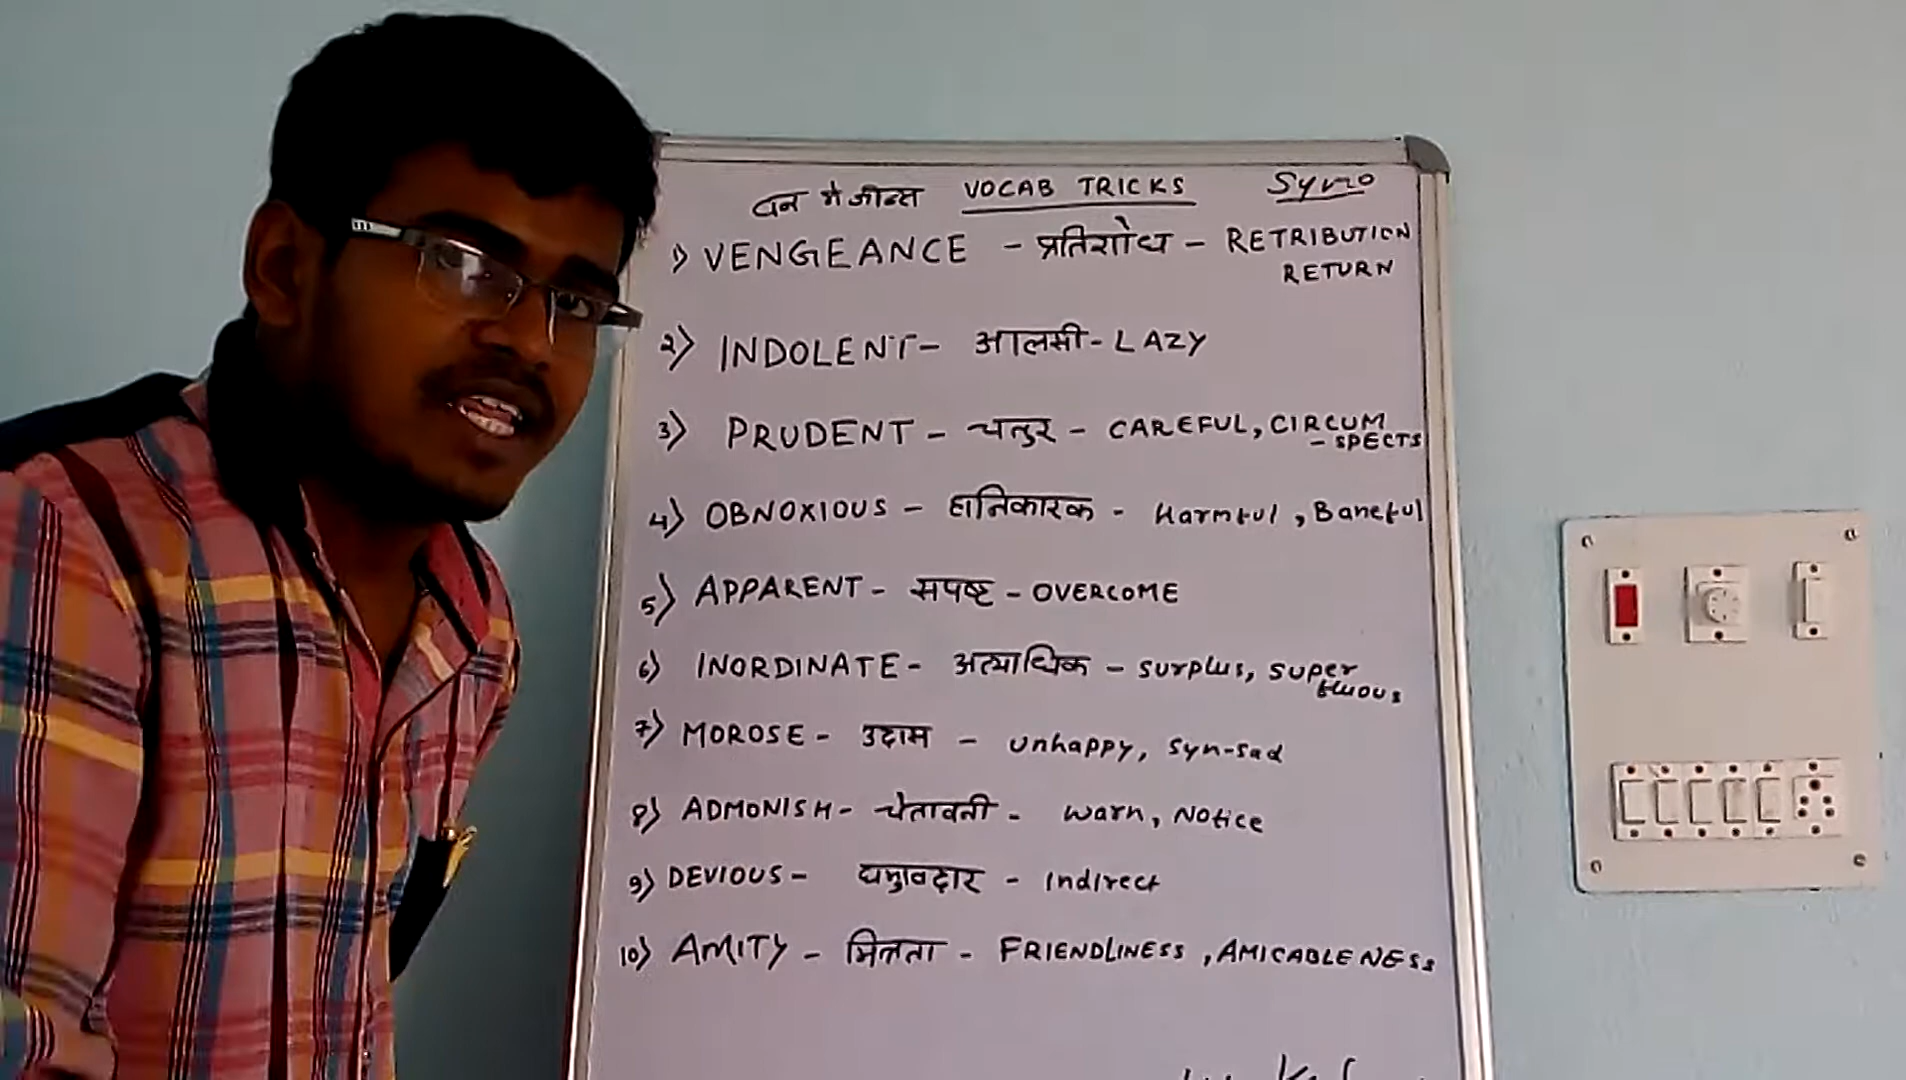 VOCAB TRICKS Syno
1) VENGEANCE - प्रतिशोध - RETRIBUTION
RETURN
2) INDOLENT - आलसी - LAZY
3) PRUDENT - चतुर - CAREFUL, CIRCUM
- SPECTS
4) OBNOXIOUS - हानिकारक - Harmful, Baneful
5) APPARENT - सपष्ट - OVERCOME
6) INORDINATE - अत्याधिक - surplus, super
fluous
7) MOROSE - उदास - unhappy, syn-sad
8) ADMONISH - चेतावनी - warn, Notice
9) DEVIOUS - घुमावदार - Indirect
10) AMITY - मित्रता - FRIENDLINESS, AMICABLENESS